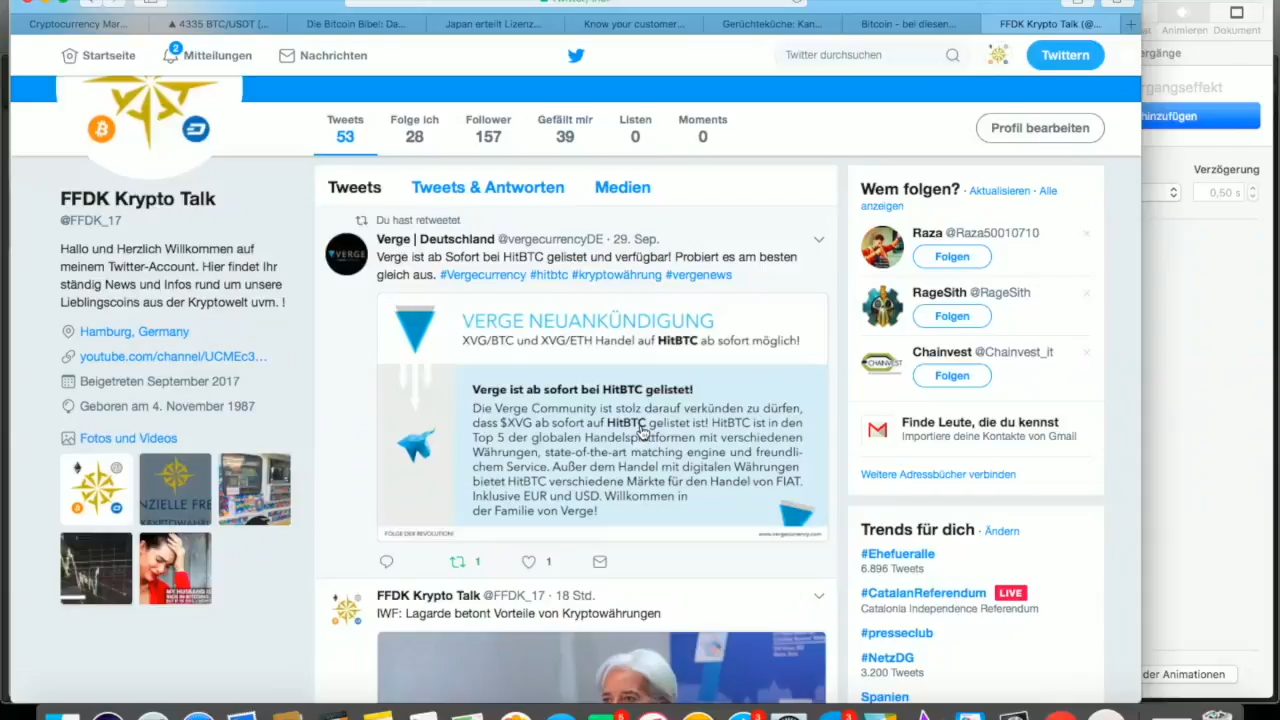 Cryptocurrency Mar...
▲ 4335 BTC/USDT [...
Die Bitcoin Bibel: Da...
Japan erteilt Lizenz...
Know your customer...
Gerüchteküche: Kan...
Bitcoin - bei diesen...
FFDK Krypto Talk (@...
Animieren
Dokument
Startseite
2
Mitteilungen
Nachrichten
Twitter durchsuchen
Twittern
Tweets
53
Folge ich
28
Follower
157
Gefällt mir
39
Listen
0
Moments
0
Profil bearbeiten
hinzufügen
Verzögerung
0,50 s
FFDK Krypto Talk
@FFDK_17
Hallo und Herzlich Willkommen auf
meinem Twitter-Account. Hier findet Ihr
ständig News und Infos rund um unsere
Lieblingscoins aus der Kryptowelt uvm. !
Hamburg, Germany
youtube.com/channel/UCMEc3...
Beigetreten September 2017
Geboren am 4. November 1987
Fotos und Videos
Tweets
Tweets & Antworten
Medien
Du hast retweetet
Verge | Deutschland @vergecurrencyDE · 29. Sep.
Verge ist ab Sofort bei HitBTC gelistet und verfügbar! Probiert es am besten
gleich aus. #Vergecurrency #hitbtc #kryptowährung #vergenews
VERGE NEUANKÜNDIGUNG
XVG/BTC und XVG/ETH Handel auf HitBTC ab sofort möglich!
Verge ist ab sofort bei HitBTC gelistet!
Die Verge Community ist stolz darauf verkünden zu dürfen,
dass $XVG ab sofort auf HitBTC gelistet ist! HitBTC ist in den
Top 5 der globalen Handelsplattformen mit verschiedenen
Währungen, state-of-the-art matching engine und freundli-
chem Service. Außer dem Handel mit digitalen Währungen
bietet HitBTC verschiedene Märkte für den Handel von FIAT.
Inklusive EUR und USD. Willkommen in
der Familie von Verge!
FOLGE DER REVOLUTION!
www.vergecurrency.com
1
1
FFDK Krypto Talk @FFDK_17 · 18 Std.
IWF: Lagarde betont Vorteile von Kryptowährungen
Wem folgen? · Aktualisieren · Alle
anzeigen
Raza @Raza50010710
Folgen
RageSith @RageSith
Folgen
Chainvest @Chainvest_it
Folgen
Finde Leute, die du kennst
Importiere deine Kontakte von Gmail
Weitere Adressbücher verbinden
Trends für dich · Ändern
#Ehefueralle
6.896 Tweets
#CatalanReferendum LIVE
Catalonia Independence Referendum
#presseclub
#NetzDG
3.200 Tweets
Spanien
der Animationen